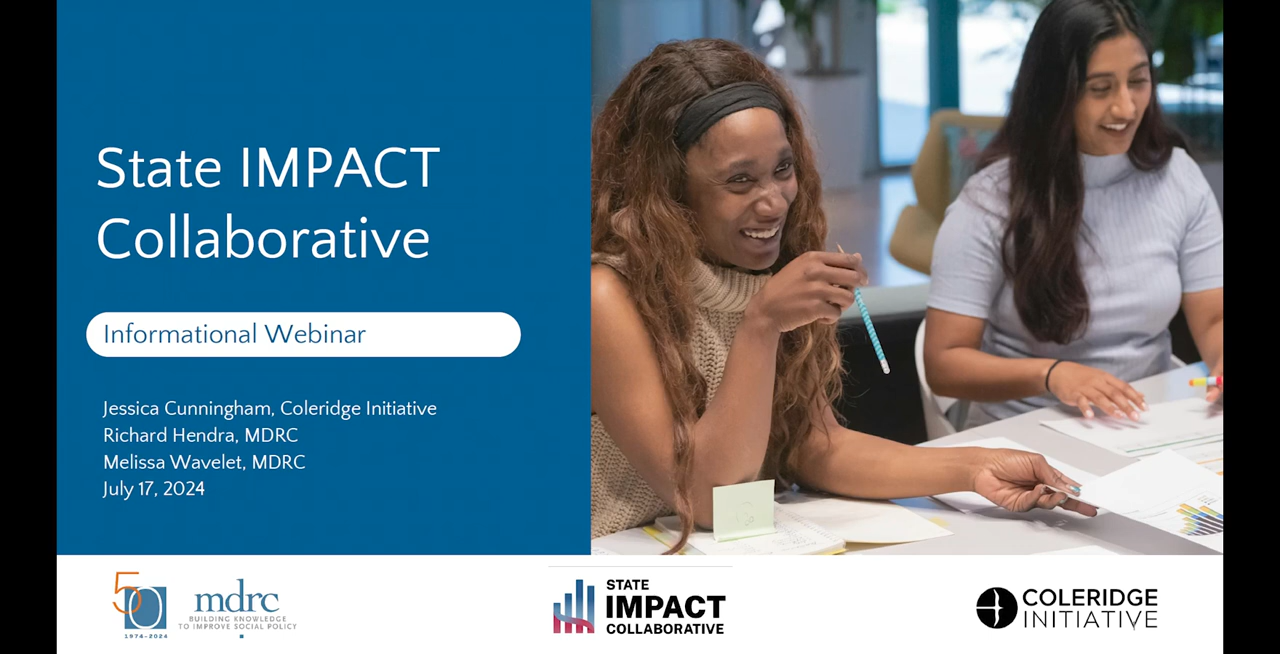 State IMPACT
Collaborative
Informational Webinar
Jessica Cunningham, Coleridge Initiative
Richard Hendra, MDRC
Melissa Wavelet, MDRC
July 17, 2024
50
1974-2024
mdrc
BUILDING KNOWLEDGE
TO IMPROVE SOCIAL POLICY
STATE
IMPACT
COLLABORATIVE
COLERIDGE
INITIATIVE